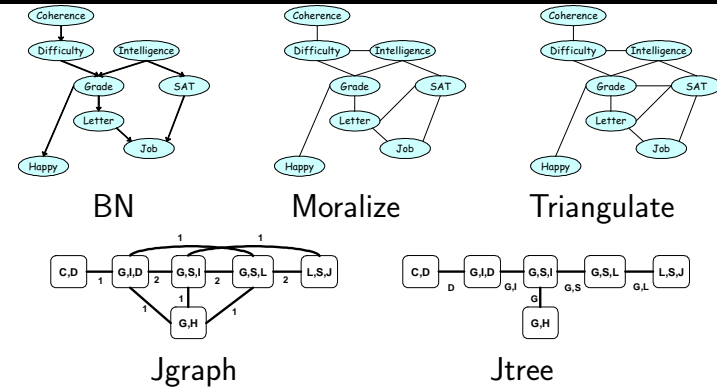 Coherence Coherence Coherence
Difficulty Intelligence Difficulty Intelligence Difficulty Intelligence
Grade SAT Grade SAT Grade SAT
Letter Letter Letter
Job Job Job
Happy Happy Happy
BN Moralize Triangulate
1 1
C,D G,I,D G,S,I G,S,L L,S,J C,D G,I,D G,S,I G,S,L L,S,J
1 2 2 2 D G,I G,S G,L
1 1 1 G
G,H G,H
Jgraph Jtree